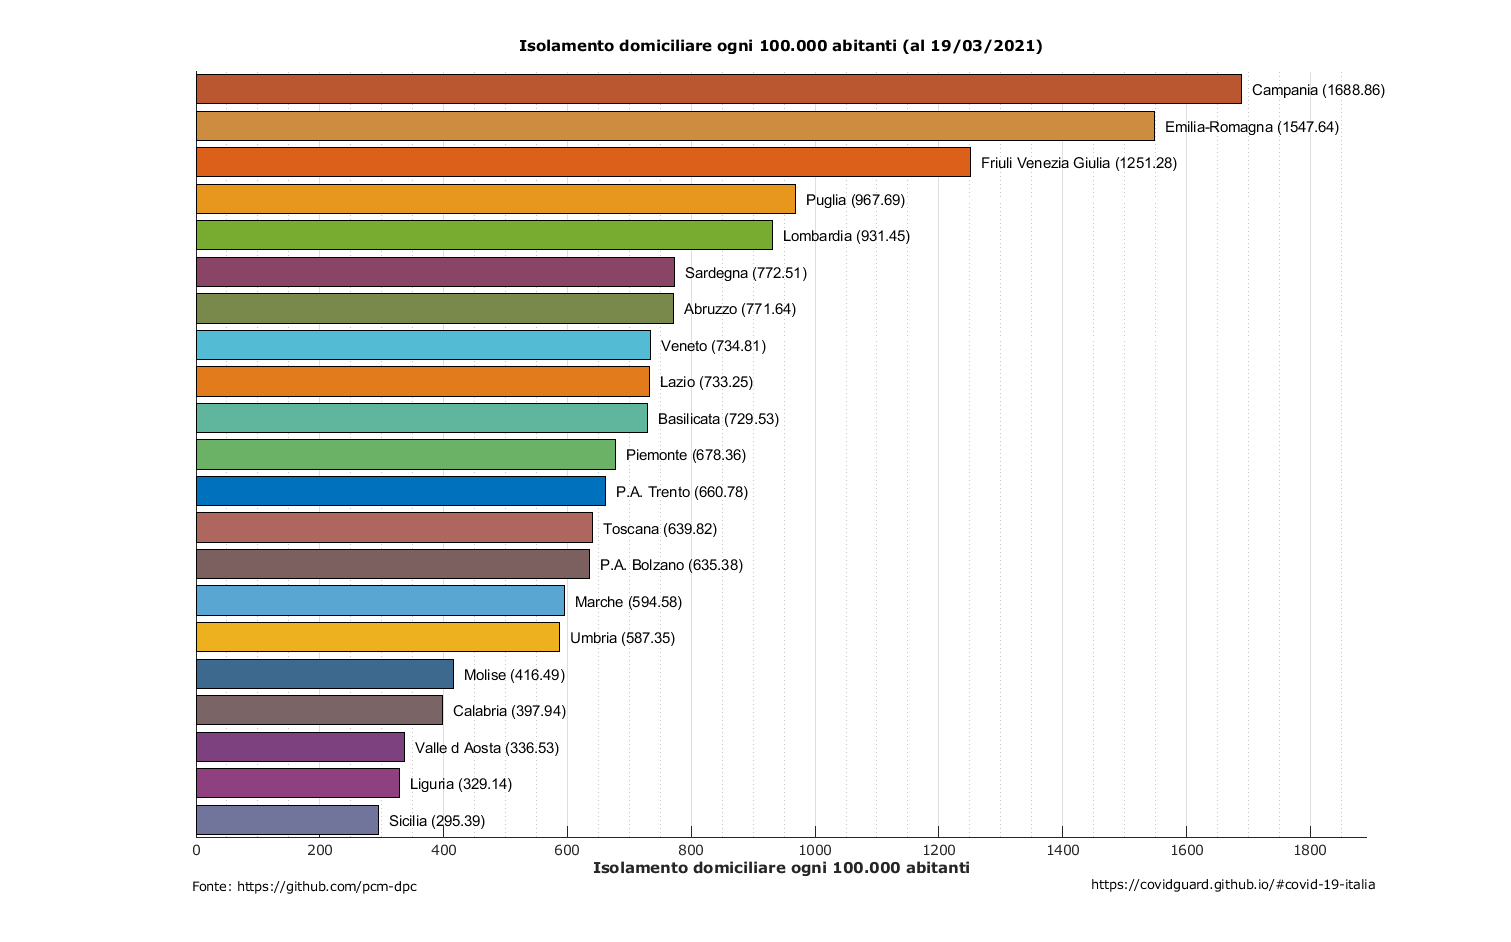 Isolamento domiciliare ogni 100.000 abitanti (al 19/03/2021)
Campania (1688.86)
Emilia-Romagna (1547.64)
Friuli Venezia Giulia (1251.28)
Puglia (967.69)
Lombardia (931.45)
Sardegna (772.51)
Abruzzo (771.64)
Veneto (734.81)
Lazio (733.25)
Basilicata (729.53)
Piemonte (678.36)
P.A. Trento (660.78)
Toscana (639.82)
P.A. Bolzano (635.38)
Marche (594.58)
Umbria (587.35)
Molise (416.49)
Calabria (397.94)
Valle d Aosta (336.53)
Liguria (329.14)
Sicilia (295.39)
0 200 400 600 800 1000 1200 1400 1600 1800
Isolamento domiciliare ogni 100.000 abitanti
Fonte: https://github.com/pcm-dpc
https://covidguard.github.io/#covid-19-italia